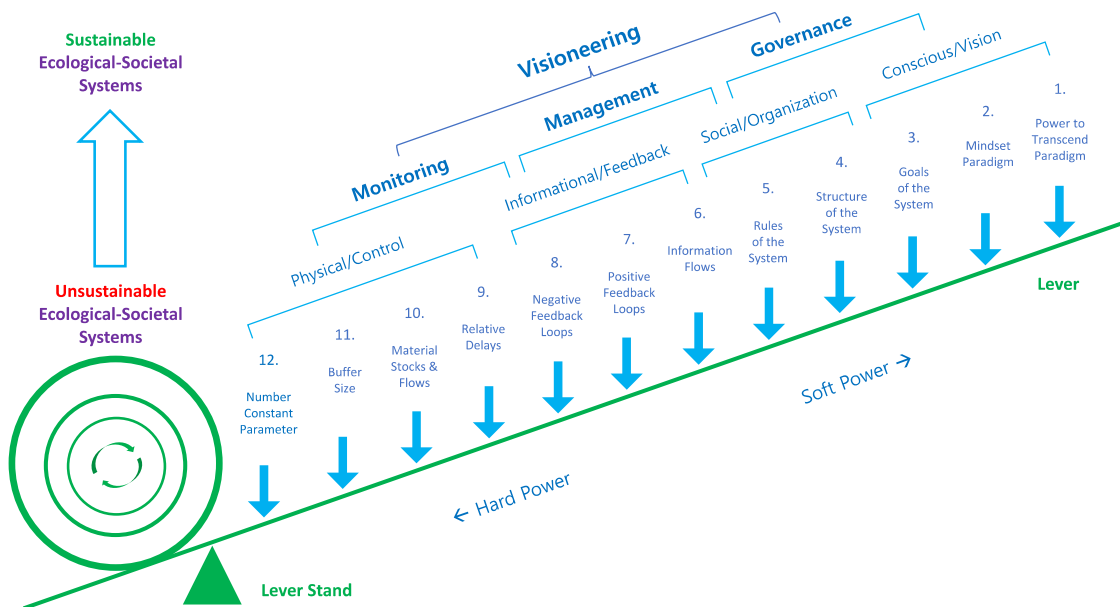 Sustainable
Ecological-Societal
Systems
Unsustainable
Ecological-Societal
Systems
Visioneering
Monitoring
Management
Governance
Physical/Control
Informational/Feedback
Social/Organization
Conscious/Vision
12.
Number
Constant
Parameter
11.
Buffer
Size
10.
Material
Stocks &
Flows
9.
Relative
Delays
8.
Negative
Feedback
Loops
7.
Positive
Feedback
Loops
6.
Information
Flows
5.
Rules
of the
System
4.
Structure
of the
System
3.
Goals
of the
System
2.
Mindset
Paradigm
1.
Power to
Transcend
Paradigm
Lever
Soft Power →
← Hard Power
Lever Stand